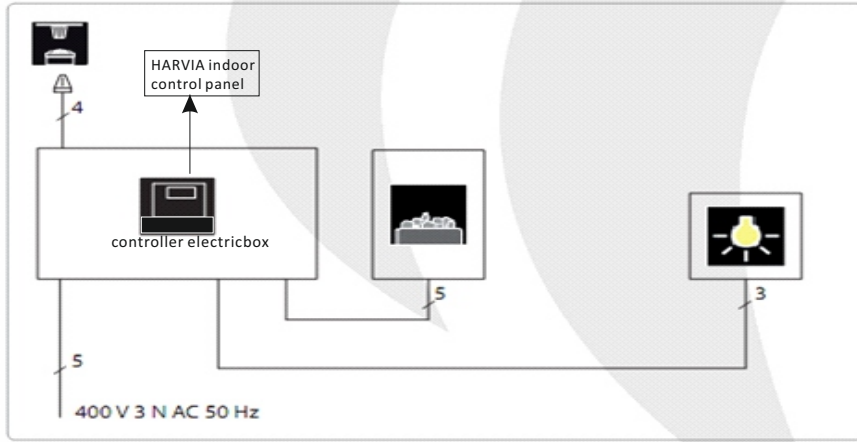 HARVIA indoor
control panel
4
controller electricbox
5
3
5
400 V 3 N AC 50 Hz